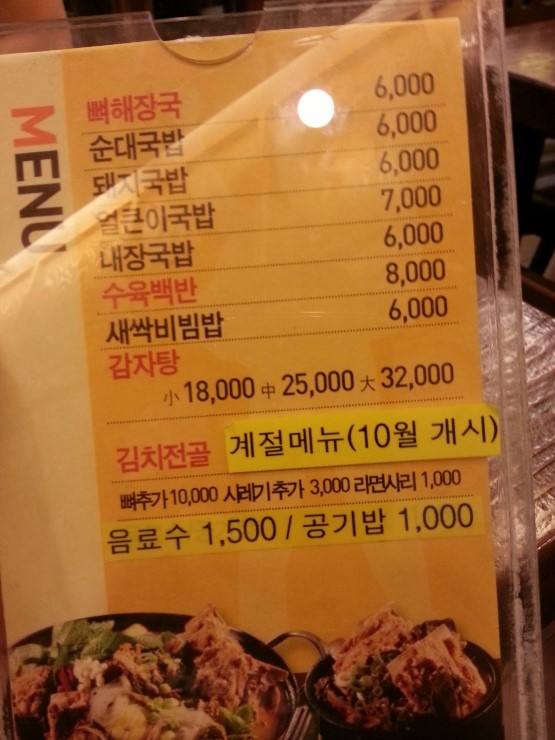 MENU
뼈해장국 6,000
순대국밥 6,000
돼지국밥 6,000
얼큰이국밥 7,000
내장국밥 6,000
수육백반 8,000
새싹비빔밥 6,000
감자탕
小 18,000 中 25,000 大 32,000
김치전골 계절메뉴(10월 개시)
뼈추가 10,000 시레기추가 3,000 라면사리 1,000
음료수 1,500 / 공기밥 1,000